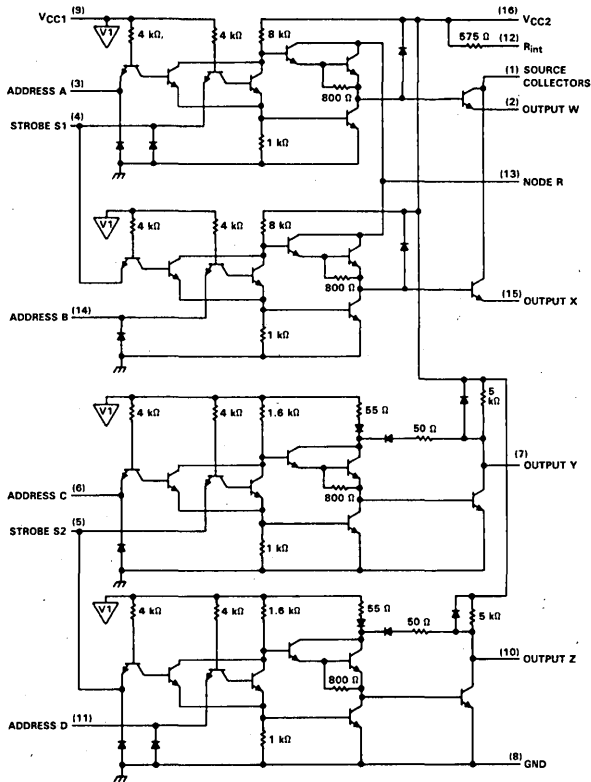 VCC1 (9)
V1
4 kΩ
4 kΩ
8 kΩ
(16) VCC2
575 Ω
(12) Rint
(1) SOURCE
COLLECTORS
(2) OUTPUT W
ADDRESS A (3)
STROBE S1 (4)
800 Ω
1 kΩ
(13) NODE R
V1
4 kΩ
4 kΩ
8 kΩ
800 Ω
(15) OUTPUT X
ADDRESS B (14)
1 kΩ
V1
4 kΩ
4 kΩ
1.6 kΩ
55 Ω
50 Ω
5
kΩ
(7)
OUTPUT Y
ADDRESS C (6)
STROBE S2 (5)
800 Ω
1 kΩ
V1
4 kΩ
4 kΩ
1.6 kΩ
55 Ω
50 Ω
5 kΩ
(10) OUTPUT Z
800 Ω
ADDRESS D (11)
1 kΩ
(8) GND